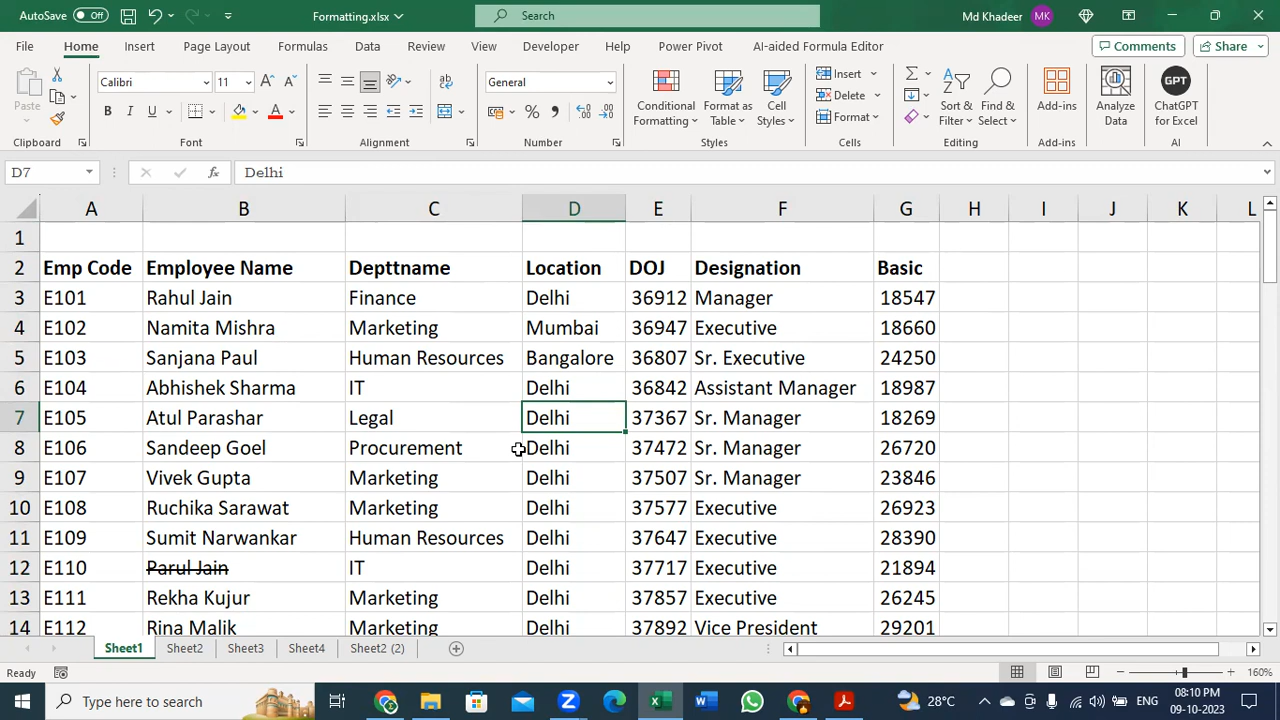 AutoSave Off Formatting.xlsx Search Md Khadeer MK
File Home Insert Page Layout Formulas Data Review View Developer Help Power Pivot AI-aided Formula Editor Comments Share
Paste Calibri 11 General Conditional Formatting Format as Table Cell Styles Insert Delete Format Sort & Filter Find & Select Add-ins Analyze Data GPT ChatGPT for Excel
Clipboard Font Alignment Number Styles Cells Editing Add-ins AI
D7 fx Delhi
A B C D E F G H I J K L
1
2 Emp Code Employee Name Depttname Location DOJ Designation Basic
3 E101 Rahul Jain Finance Delhi 36912 Manager 18547
4 E102 Namita Mishra Marketing Mumbai 36947 Executive 18660
5 E103 Sanjana Paul Human Resources Bangalore 36807 Sr. Executive 24250
6 E104 Abhishek Sharma IT Delhi 36842 Assistant Manager 18987
7 E105 Atul Parashar Legal Delhi 37367 Sr. Manager 18269
8 E106 Sandeep Goel Procurement Delhi 37472 Sr. Manager 26720
9 E107 Vivek Gupta Marketing Delhi 37507 Sr. Manager 23846
10 E108 Ruchika Sarawat Marketing Delhi 37577 Executive 26923
11 E109 Sumit Narwankar Human Resources Delhi 37647 Executive 28390
12 E110 Parul Jain IT Delhi 37717 Executive 21894
13 E111 Rekha Kujur Marketing Delhi 37857 Executive 26245
14 E112 Rina Malik Marketing Delhi 37892 Vice President 29201
Sheet1 Sheet2 Sheet3 Sheet4 Sheet2 (2)
Ready 160%
Type here to search 28°C ENG 08:10 PM
09-10-2023